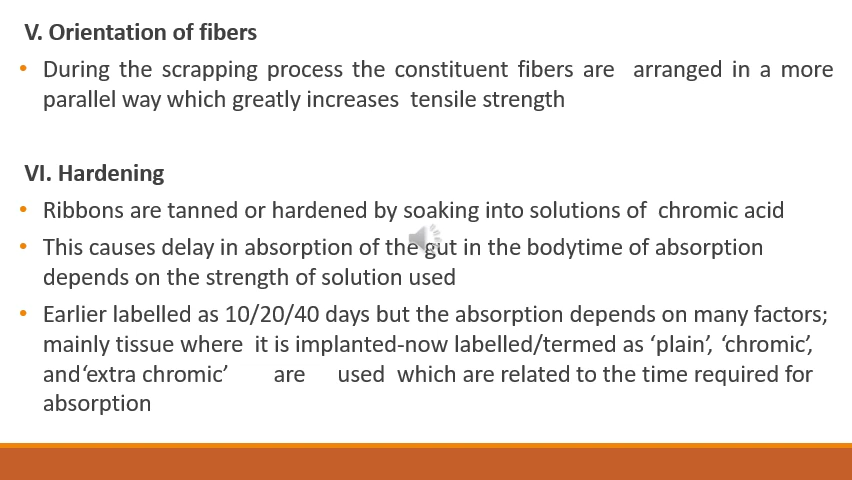 V. Orientation of fibers
• During the scrapping process the constituent fibers are arranged in a more
parallel way which greatly increases tensile strength
VI. Hardening
• Ribbons are tanned or hardened by soaking into solutions of chromic acid
• This causes delay in absorption of the gut in the bodytime of absorption
depends on the strength of solution used
• Earlier labelled as 10/20/40 days but the absorption depends on many factors;
mainly tissue where it is implanted-now labelled/termed as ‘plain’, ‘chromic’,
and‘extra chromic’ are used which are related to the time required for
absorption